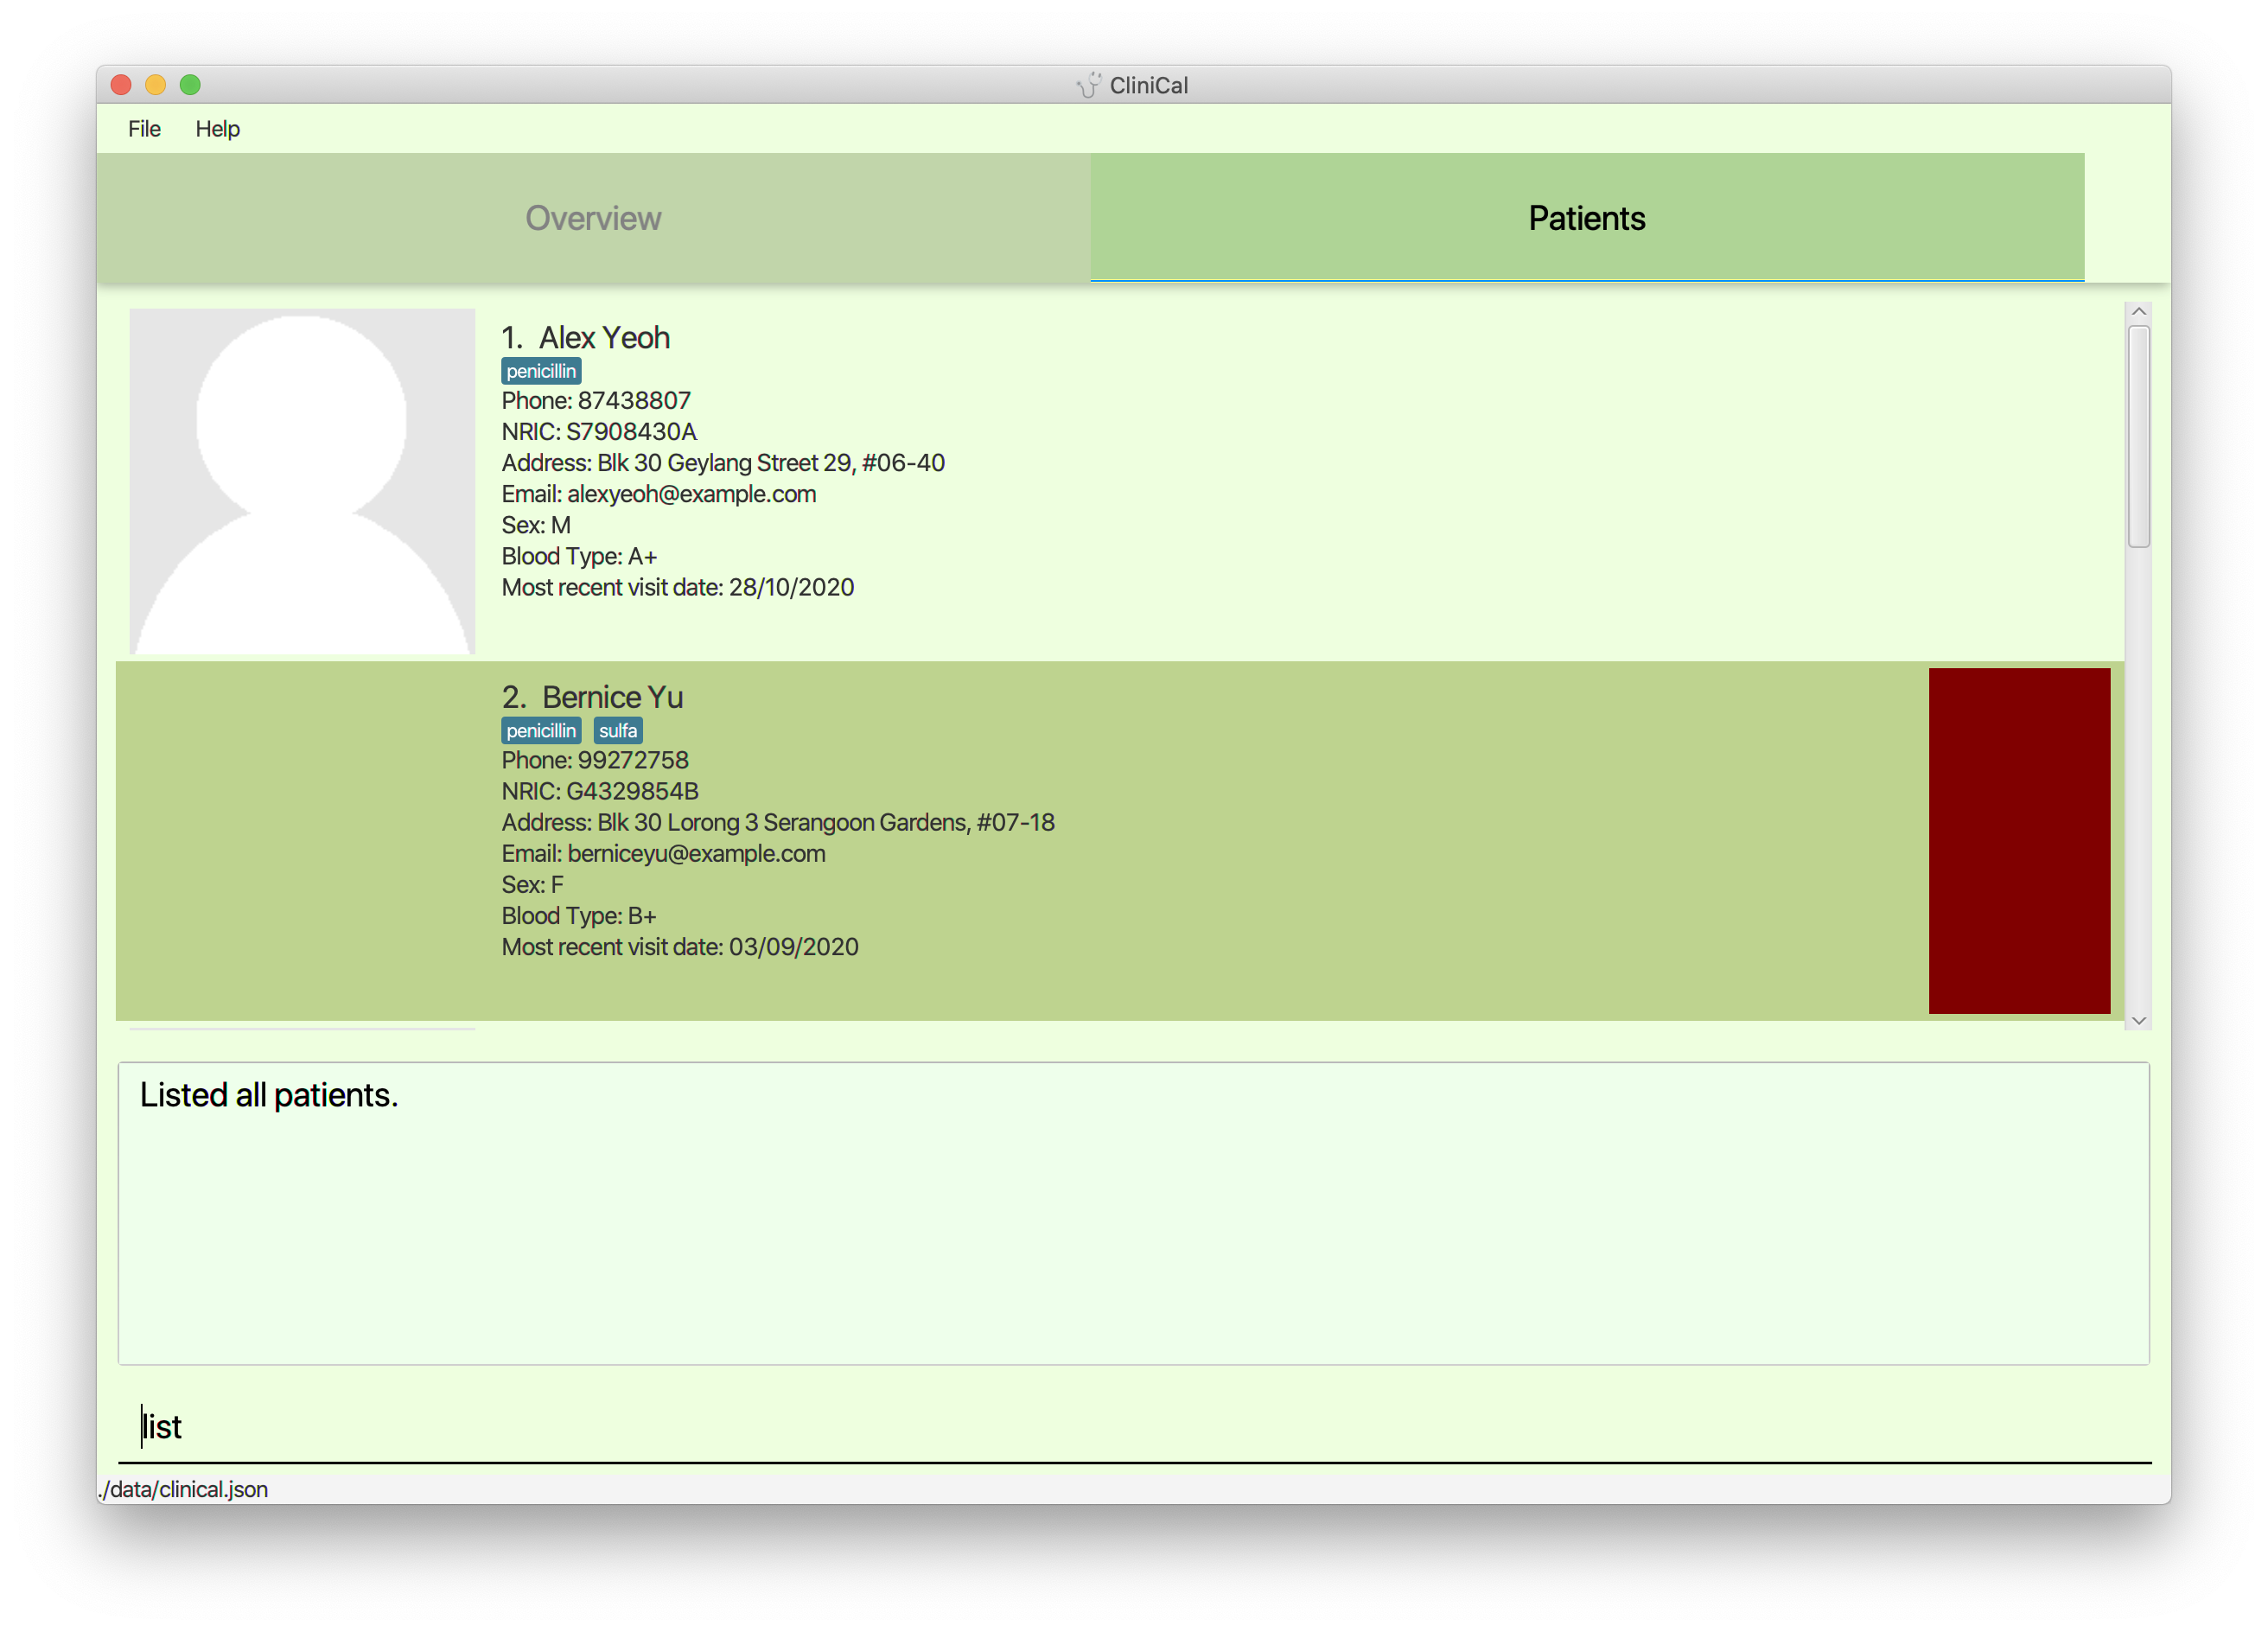 CliniCal
File Help
Overview Patients
1. Alex Yeoh
penicillin
Phone: 87438807
NRIC: S7908430A
Address: Blk 30 Geylang Street 29, #06-40
Email: alexyeoh@example.com
Sex: M
Blood Type: A+
Most recent visit date: 28/10/2020
2. Bernice Yu
penicillin sulfa
Phone: 99272758
NRIC: G4329854B
Address: Blk 30 Lorong 3 Serangoon Gardens, #07-18
Email: berniceyu@example.com
Sex: F
Blood Type: B+
Most recent visit date: 03/09/2020
Listed all patients.
list
./data/clinical.json